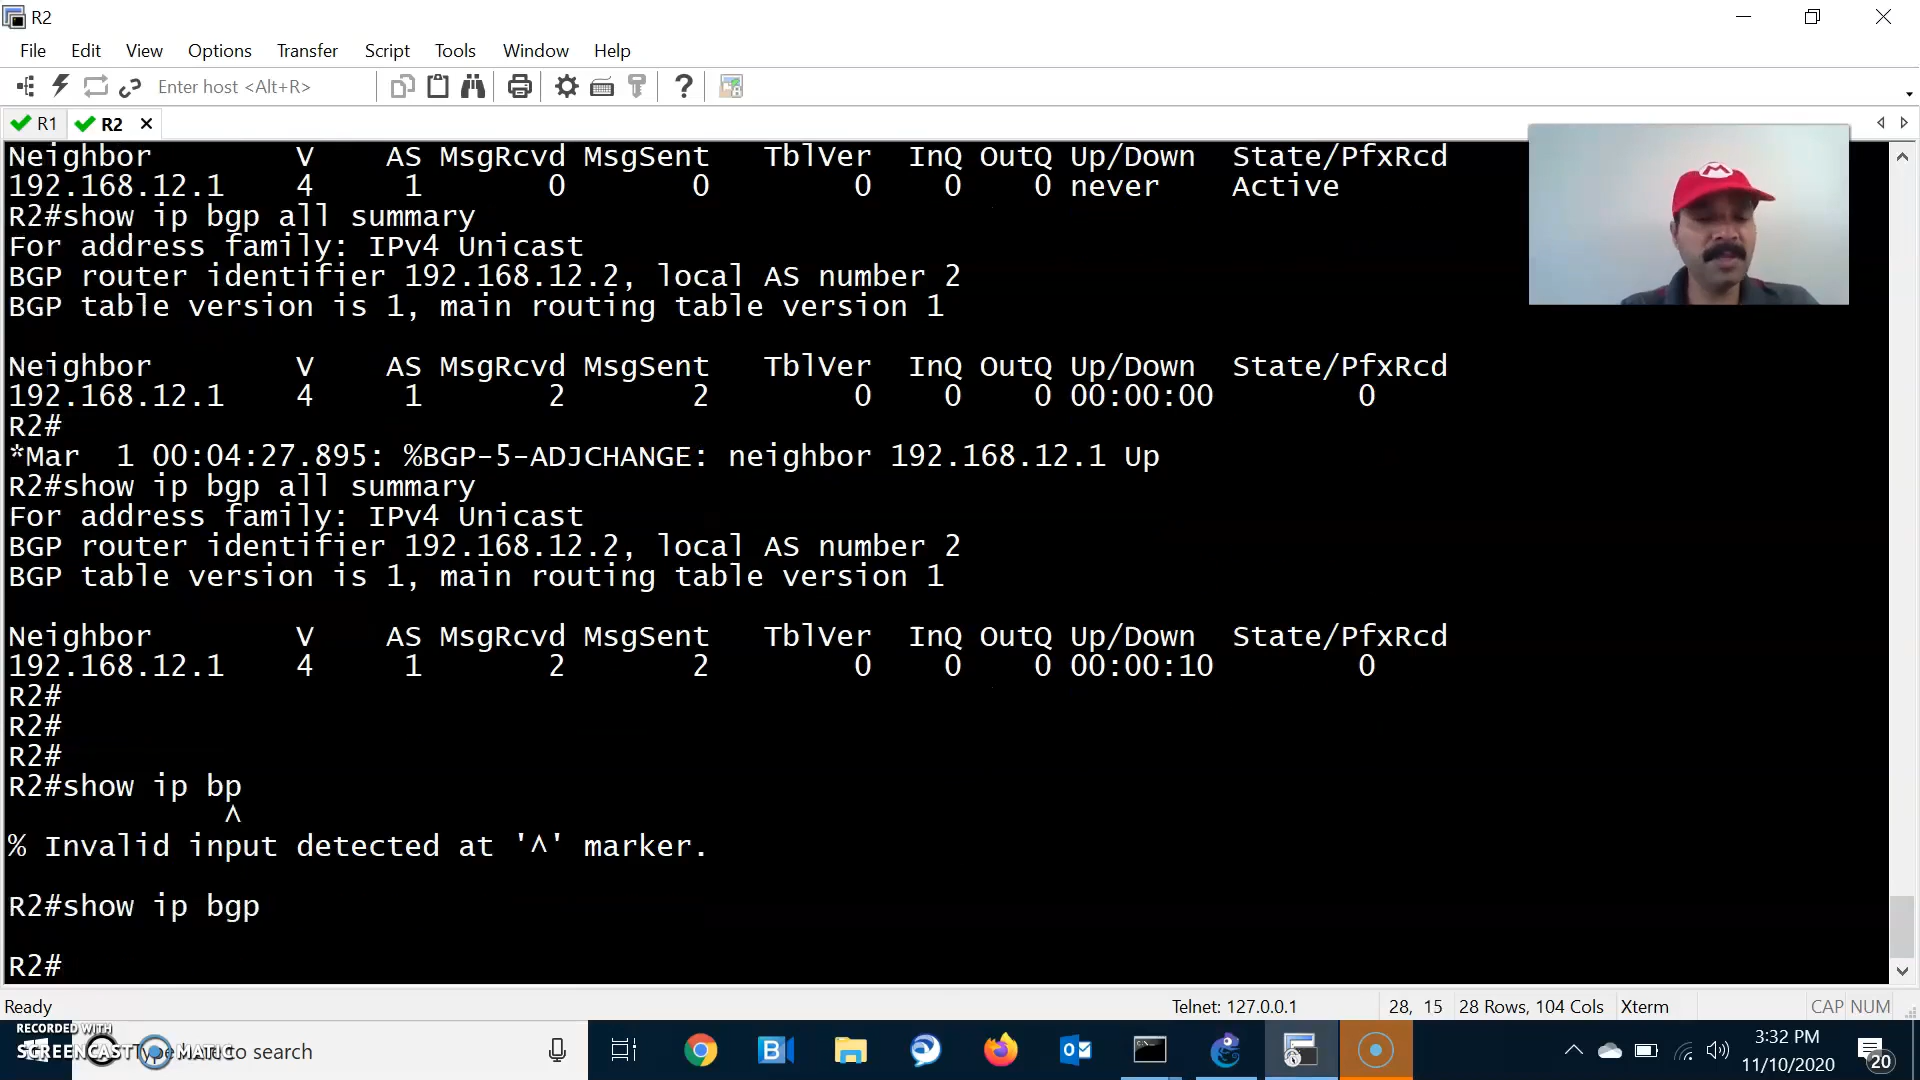 R2
File Edit View Options Transfer Script Tools Window Help
Enter host <Alt+R>
R1 R2
Neighbor V AS MsgRcvd MsgSent TblVer InQ OutQ Up/Down State/PfxRcd
192.168.12.1 4 1 0 0 0 0 0 never Active
R2#show ip bgp all summary
For address family: IPv4 Unicast
BGP router identifier 192.168.12.2, local AS number 2
BGP table version is 1, main routing table version 1
Neighbor V AS MsgRcvd MsgSent TblVer InQ OutQ Up/Down State/PfxRcd
192.168.12.1 4 1 2 2 0 0 0 00:00:00 0
R2#
*Mar 1 00:04:27.895: %BGP-5-ADJCHANGE: neighbor 192.168.12.1 Up
R2#show ip bgp all summary
For address family: IPv4 Unicast
BGP router identifier 192.168.12.2, local AS number 2
BGP table version is 1, main routing table version 1
Neighbor V AS MsgRcvd MsgSent TblVer InQ OutQ Up/Down State/PfxRcd
192.168.12.1 4 1 2 2 0 0 0 00:00:10 0
R2#
R2#
R2#
R2#show ip bp
^
% Invalid input detected at '^' marker.
R2#show ip bgp
R2#
Ready Telnet: 127.0.0.1 28, 15 28 Rows, 104 Cols Xterm CAP NUM
RECORDED WITH
SCREENCAST MATIC
to search
3:32 PM
11/10/2020
20